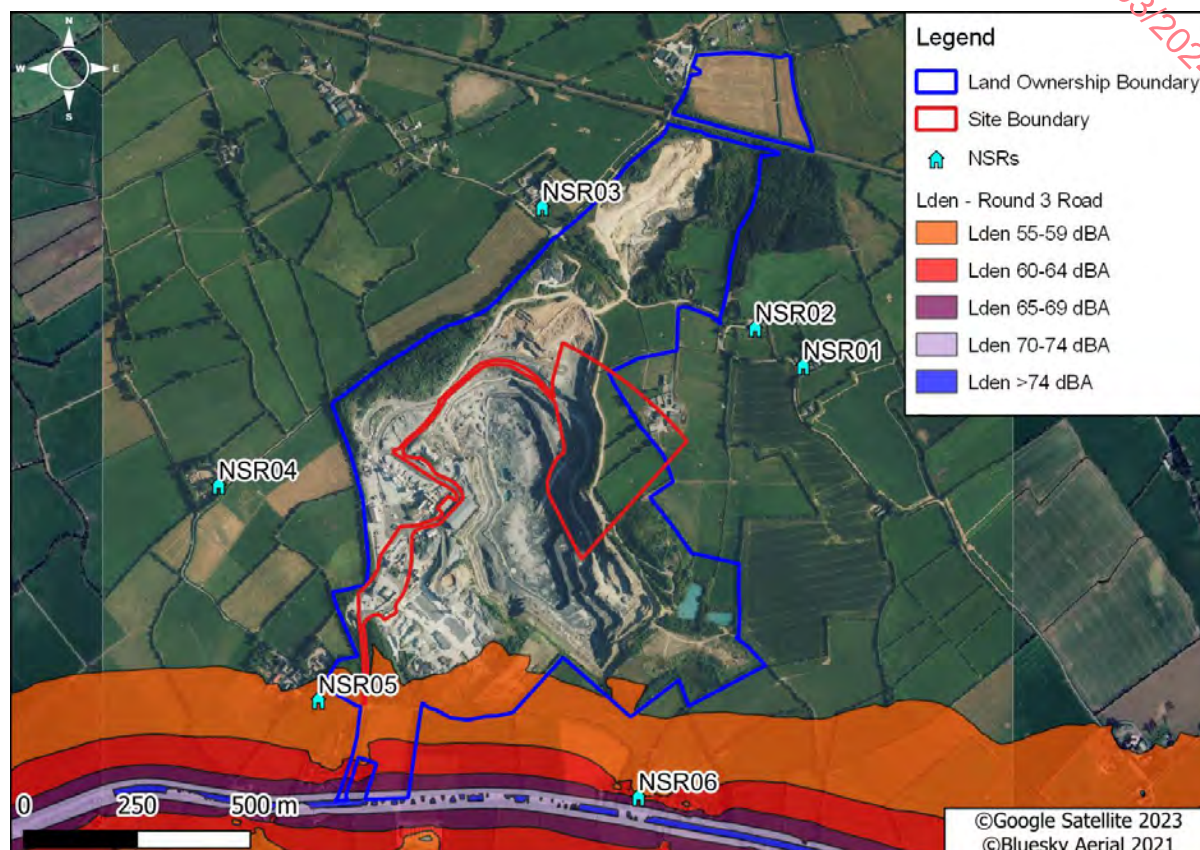 03/202
N
W
E
S
Legend
Land Ownership Boundary
Site Boundary
NSRs
Lden - Round 3 Road
Lden 55-59 dBA
Lden 60-64 dBA
Lden 65-69 dBA
Lden 70-74 dBA
Lden >74 dBA
NSR03
NSR02
NSR01
NSR04
NSR05
NSR06
0 250 500 m
©Google Satellite 2023
©Bluesky Aerial 2021